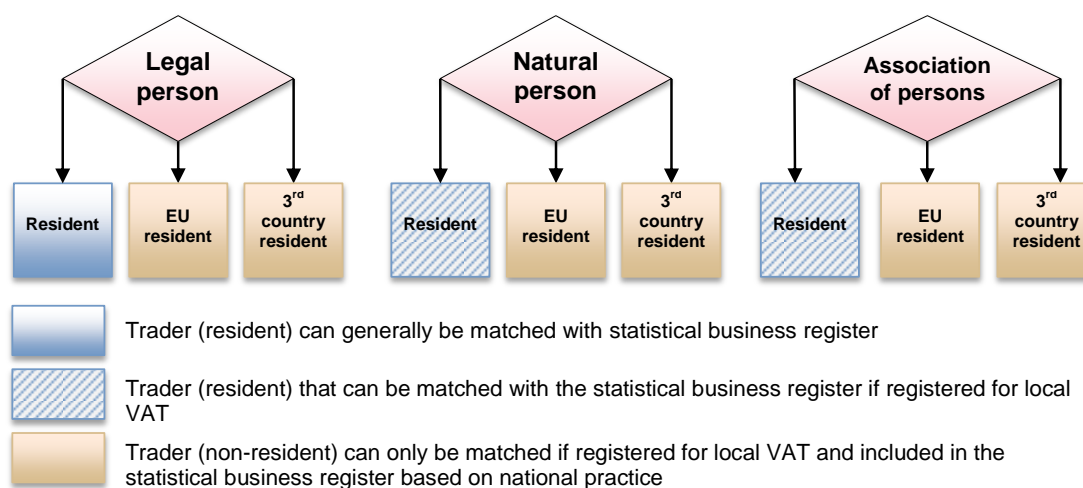 Legal
person
Natural
person
Association
of persons
Resident
EU
resident
3rd
country
resident
Resident
EU
resident
3rd
country
resident
Resident
EU
resident
3rd
country
resident
Trader (resident) can generally be matched with statistical business register
Trader (resident) that can be matched with the statistical business register if registered for local
VAT
Trader (non-resident) can only be matched if registered for local VAT and included in the
statistical business register based on national practice